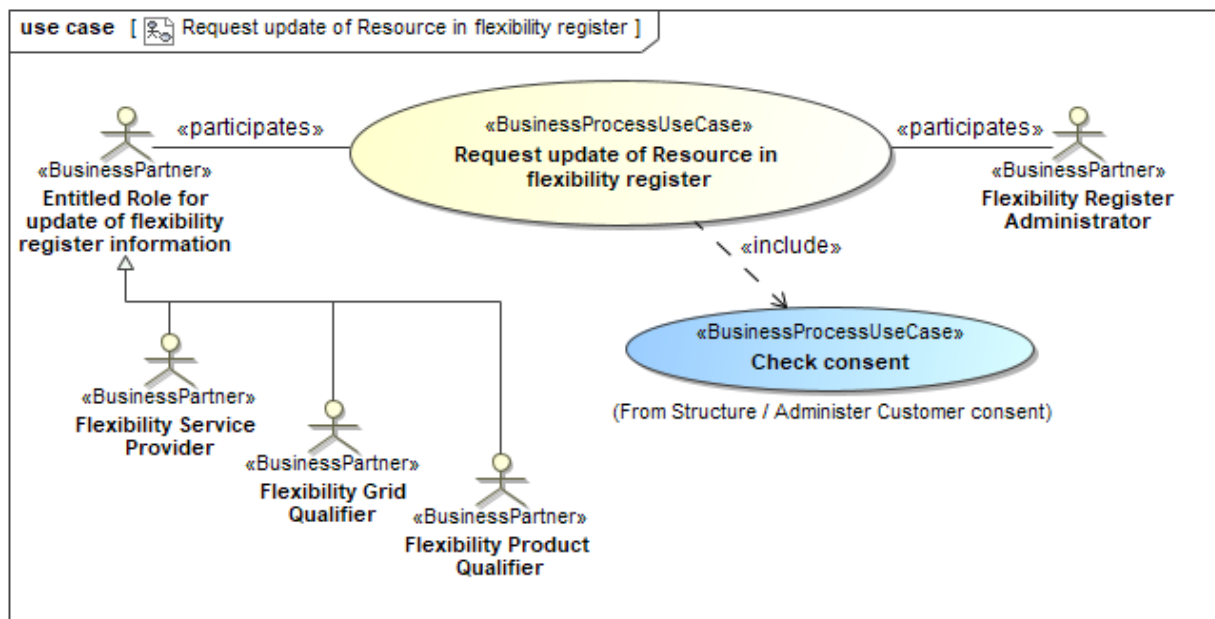 use case [ Request update of Resource in flexibility register ]
«participates»
«BusinessProcessUseCase»
Request update of Resource in
flexibility register
«participates»
«BusinessPartner»
Entitled Role for
update of flexibility
register information
«BusinessPartner»
Flexibility Register
Administrator
«include»
«BusinessProcessUseCase»
Check consent
(From Structure / Administer Customer consent)
«BusinessPartner»
Flexibility Service
Provider
«BusinessPartner»
Flexibility Grid
Qualifier
«BusinessPartner»
Flexibility Product
Qualifier